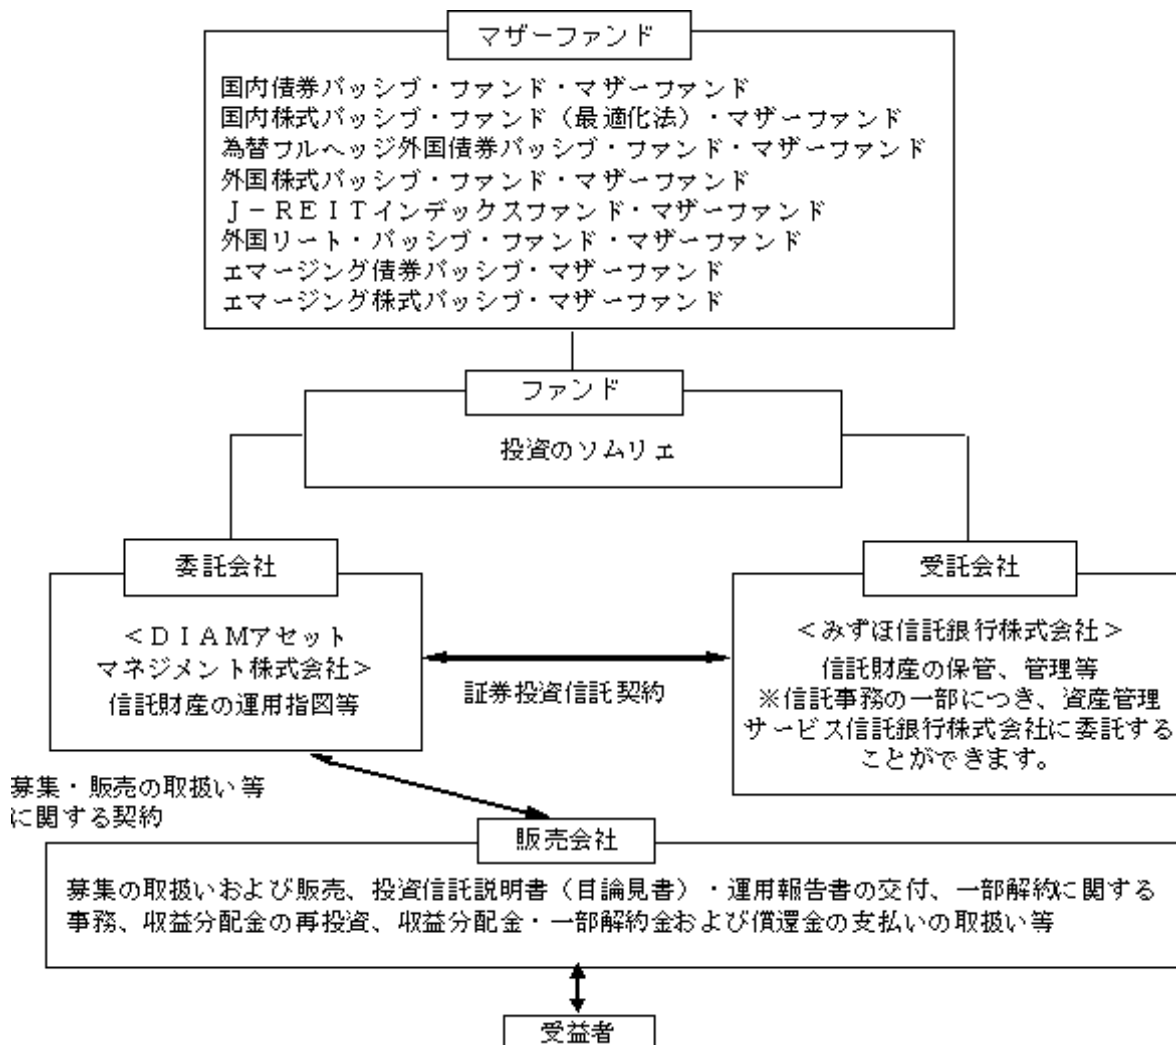 マザーファンド
国内債券パッシブ・ファンド・マザーファンド
国内株式パッシブ・ファンド（最適化法）・マザーファンド
為替フルヘッジ外国債券パッシブ・ファンド・マザーファンド
外国株式パッシブ・ファンド・マザーファンド
Ｊ－ＲＥＩＴインデックスファンド・マザーファンド
外国リート・パッシブ・ファンド・マザーファンド
エマージング債券パッシブ・マザーファンド
エマージング株式パッシブ・マザーファンド
ファンド
投資のソムリエ
委託会社
＜ＤＩＡＭアセット
マネジメント株式会社＞
信託財産の運用指図等
証券投資信託契約
受託会社
＜みずほ信託銀行株式会社＞
信託財産の保管、管理等
※信託事務の一部につき、資産管理
サービス信託銀行株式会社に委託する
ことができます。
募集・販売の取扱い等
に関する契約
販売会社
募集の取扱いおよび販売、投資信託説明書（目論見書）・運用報告書の交付、一部解約に関する
事務、収益分配金の再投資、収益分配金・一部解約金および償還金の支払いの取扱い等
受益者